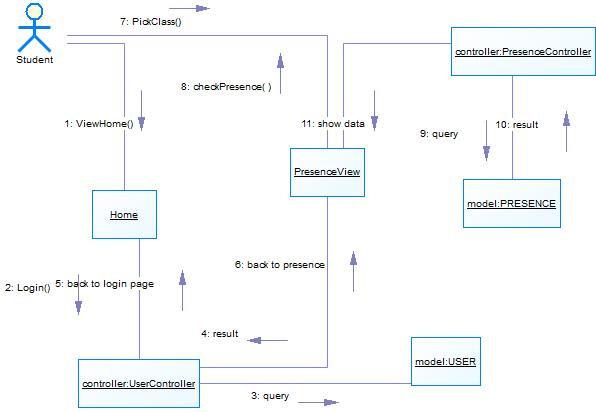 7: PickClass()
controller:PresenceController
Student
8: checkPresence( )
1: ViewHome()
11: show data
10: result
9: query
PresenceView
model:PRESENCE
Home
6: back to presence
2: Login()
5: back to login page
4: result
model:USER
controller:UserController
3: query